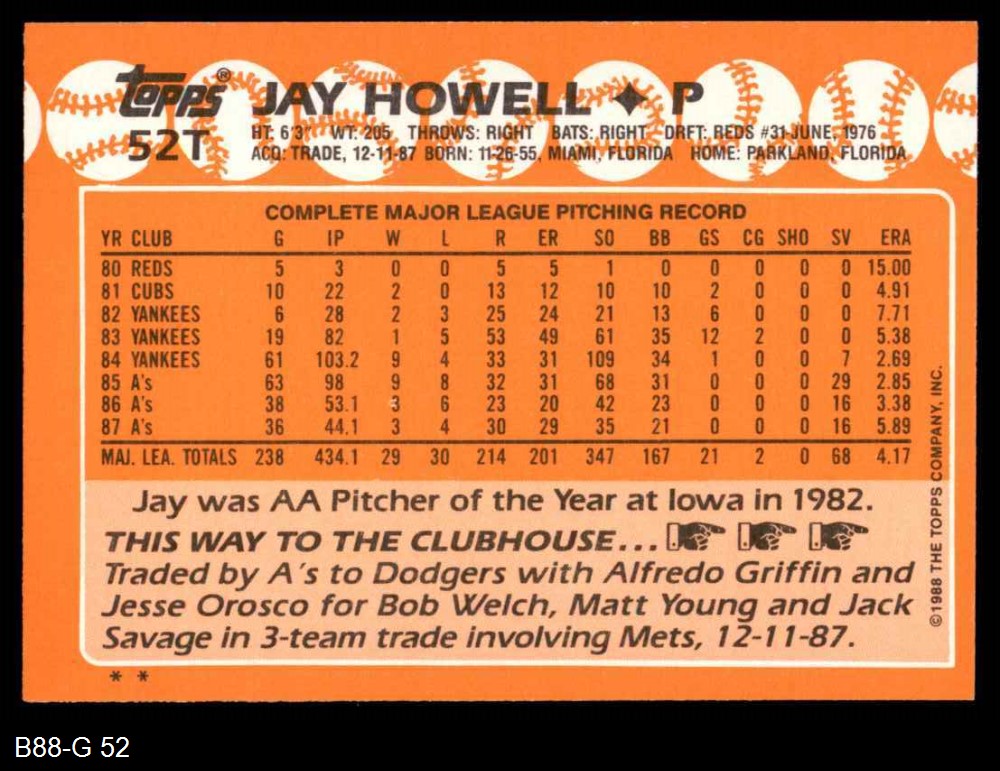 topps® JAY HOWELL ✦ P
52T
HT: 6'3" WT: 205 THROWS: RIGHT BATS: RIGHT DRFT: REDS #31-JUNE, 1976
ACQ: TRADE, 12-11-87 BORN: 11-26-55, MIAMI, FLORIDA HOME: PARKLAND, FLORIDA
COMPLETE MAJOR LEAGUE PITCHING RECORD
YR CLUB G IP W L R ER SO BB GS CG SHO SV ERA
80 REDS 5 3 0 0 5 5 1 0 0 0 0 0 15.00
81 CUBS 10 22 2 0 13 12 10 10 2 0 0 0 4.91
82 YANKEES 6 28 2 3 25 24 21 13 6 0 0 0 7.71
83 YANKEES 19 82 1 5 53 49 61 35 12 2 0 0 5.38
84 YANKEES 61 103.2 9 4 33 31 109 34 1 0 0 7 2.69
85 A's 63 98 9 8 32 31 68 31 0 0 0 29 2.85
86 A's 38 53.1 3 6 23 20 42 23 0 0 0 16 3.38
87 A's 36 44.1 3 4 30 29 35 21 0 0 0 16 5.89
MAJ. LEA. TOTALS 238 434.1 29 30 214 201 347 167 21 2 0 68 4.17
Jay was AA Pitcher of the Year at Iowa in 1982.
THIS WAY TO THE CLUBHOUSE...
Traded by A's to Dodgers with Alfredo Griffin and
Jesse Orosco for Bob Welch, Matt Young and Jack
Savage in 3-team trade involving Mets, 12-11-87.
©1988 THE TOPPS COMPANY, INC.
* *
B88-G 52